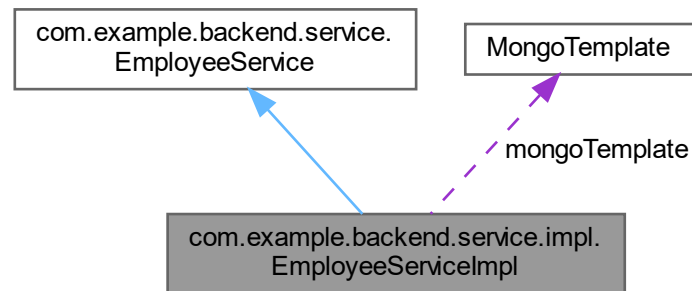 com.example.backend.service.
EmployeeService
MongoTemplate
mongoTemplate
com.example.backend.service.impl.
EmployeeServiceImpl